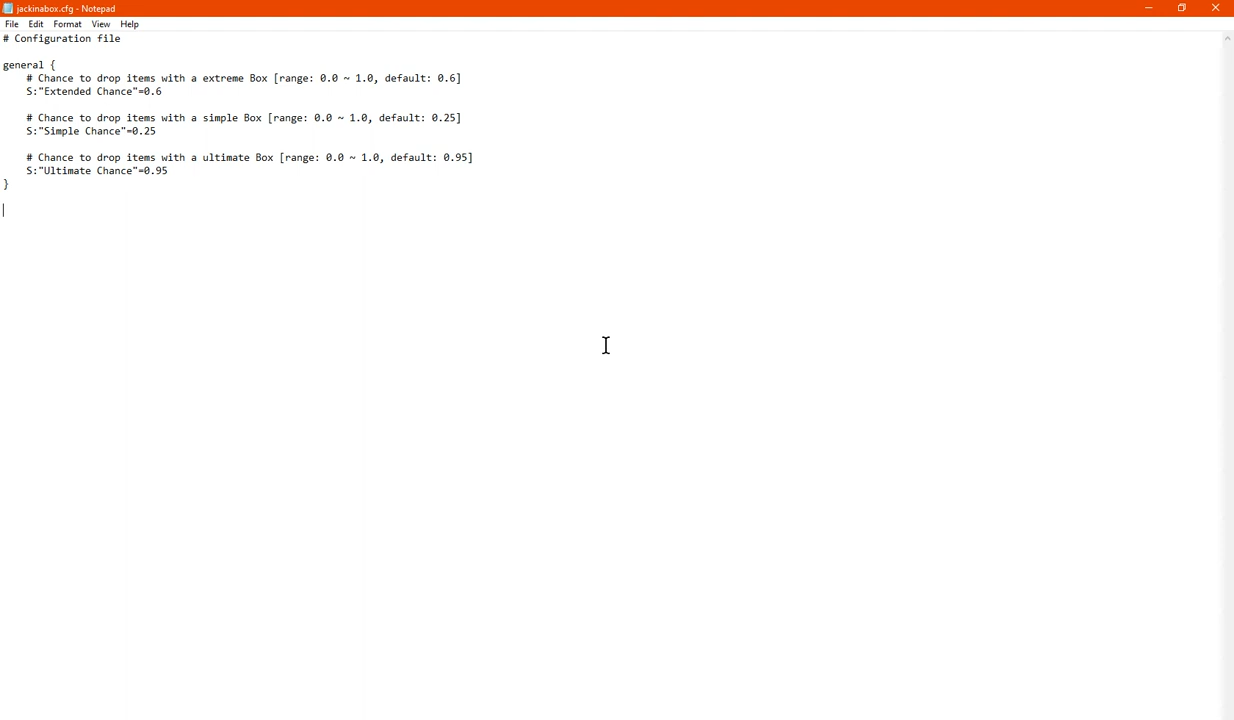 jackinabox.cfg - Notepad
File Edit Format View Help
# Configuration file
general {
# Chance to drop items with a extreme Box [range: 0.0 ~ 1.0, default: 0.6]
S:"Extended Chance"=0.6
# Chance to drop items with a simple Box [range: 0.0 ~ 1.0, default: 0.25]
S:"Simple Chance"=0.25
# Chance to drop items with a ultimate Box [range: 0.0 ~ 1.0, default: 0.95]
S:"Ultimate Chance"=0.95
}